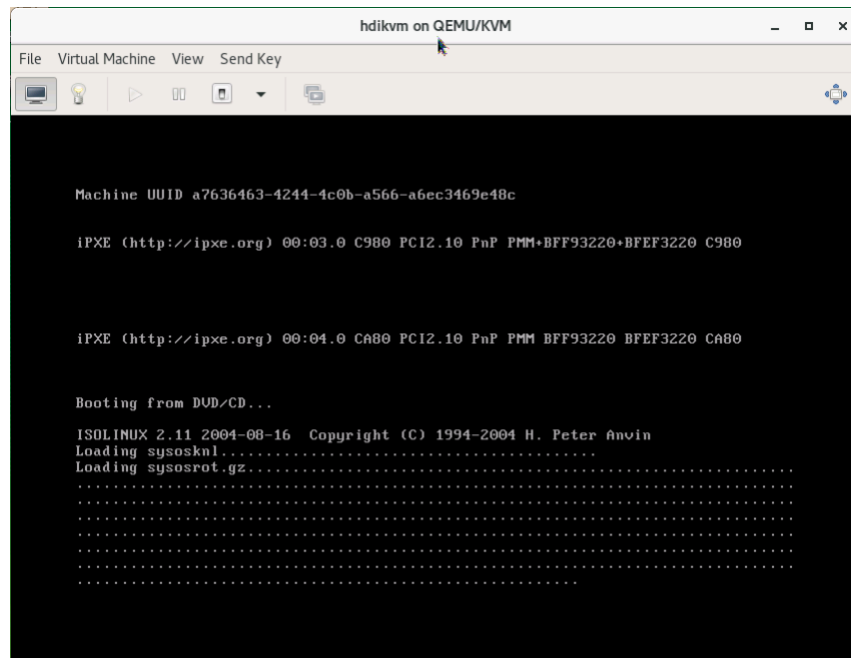 hdikvm on QEMU/KVM
File Virtual Machine View Send Key
Machine UUID a7636463-4244-4c0b-a566-a6ec3469e48c
iPXE (http://ipxe.org) 00:03.0 C980 PCI2.10 PnP PMM+BFF93220+BFEF3220 C980
iPXE (http://ipxe.org) 00:04.0 CA80 PCI2.10 PnP PMM BFF93220 BFEF3220 CA80
Booting from DVD/CD...
ISOLINUX 2.11 2004-08-16 Copyright (C) 1994-2004 H. Peter Anvin
Loading sysosknl...........................................
Loading sysosrot.gz..............................................................
.................................................................................
.................................................................................
.................................................................................
.................................................................................
.................................................................................
.................................................................................
.........................................................